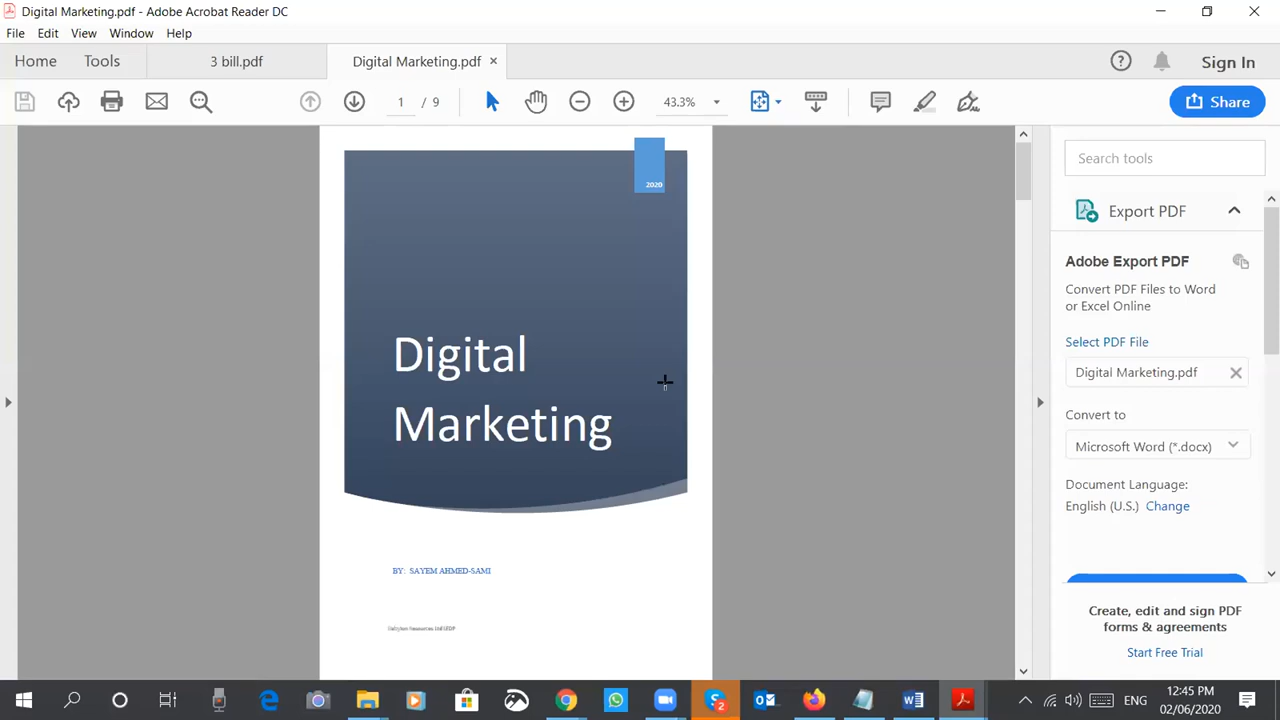 Digital Marketing.pdf - Adobe Acrobat Reader DC
File Edit View Window Help
Home Tools 3 bill.pdf Digital Marketing.pdf × Sign In
1 / 9 43.3% Share
2020
Digital
Marketing
BY: SAYEM AHMED-SAMI
Search tools
Export PDF
Adobe Export PDF
Convert PDF Files to Word
or Excel Online
Select PDF File
Digital Marketing.pdf
Convert to
Microsoft Word (*.docx)
Document Language:
English (U.S.) Change
Create, edit and sign PDF
forms & agreements
Start Free Trial
2
ENG
12:45 PM
02/06/2020